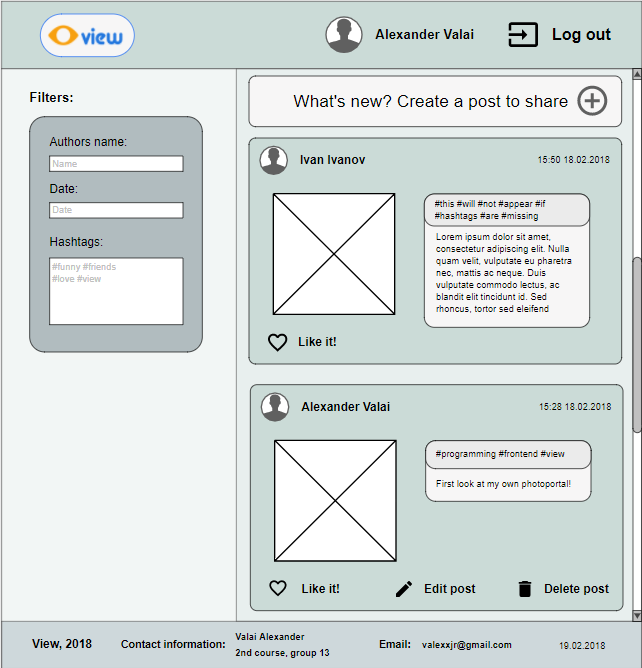 view
Alexander Valai
Log out
Filters:
Authors name:
Name
Date:
Date
Hashtags:
#funny #friends
#love #view
What's new? Create a post to share
Ivan Ivanov
15:50 18.02.2018
#this #will #not #appear #if
#hashtags #are #missing
Lorem ipsum dolor sit amet,
consectetur adipiscing elit. Nulla
quam velit, vulputate eu pharetra
nec, mattis ac neque. Duis
vulputate commodo lectus, ac
blandit elit tincidunt id. Sed
rhoncus, tortor sed eleifend
Like it!
Alexander Valai
15:28 18.02.2018
#programming #frontend #view
First look at my own photoportal!
Like it!
Edit post
Delete post
View, 2018
Contact information:
Valai Alexander
2nd course, group 13
Email:
valexxjr@gmail.com
19.02.2018